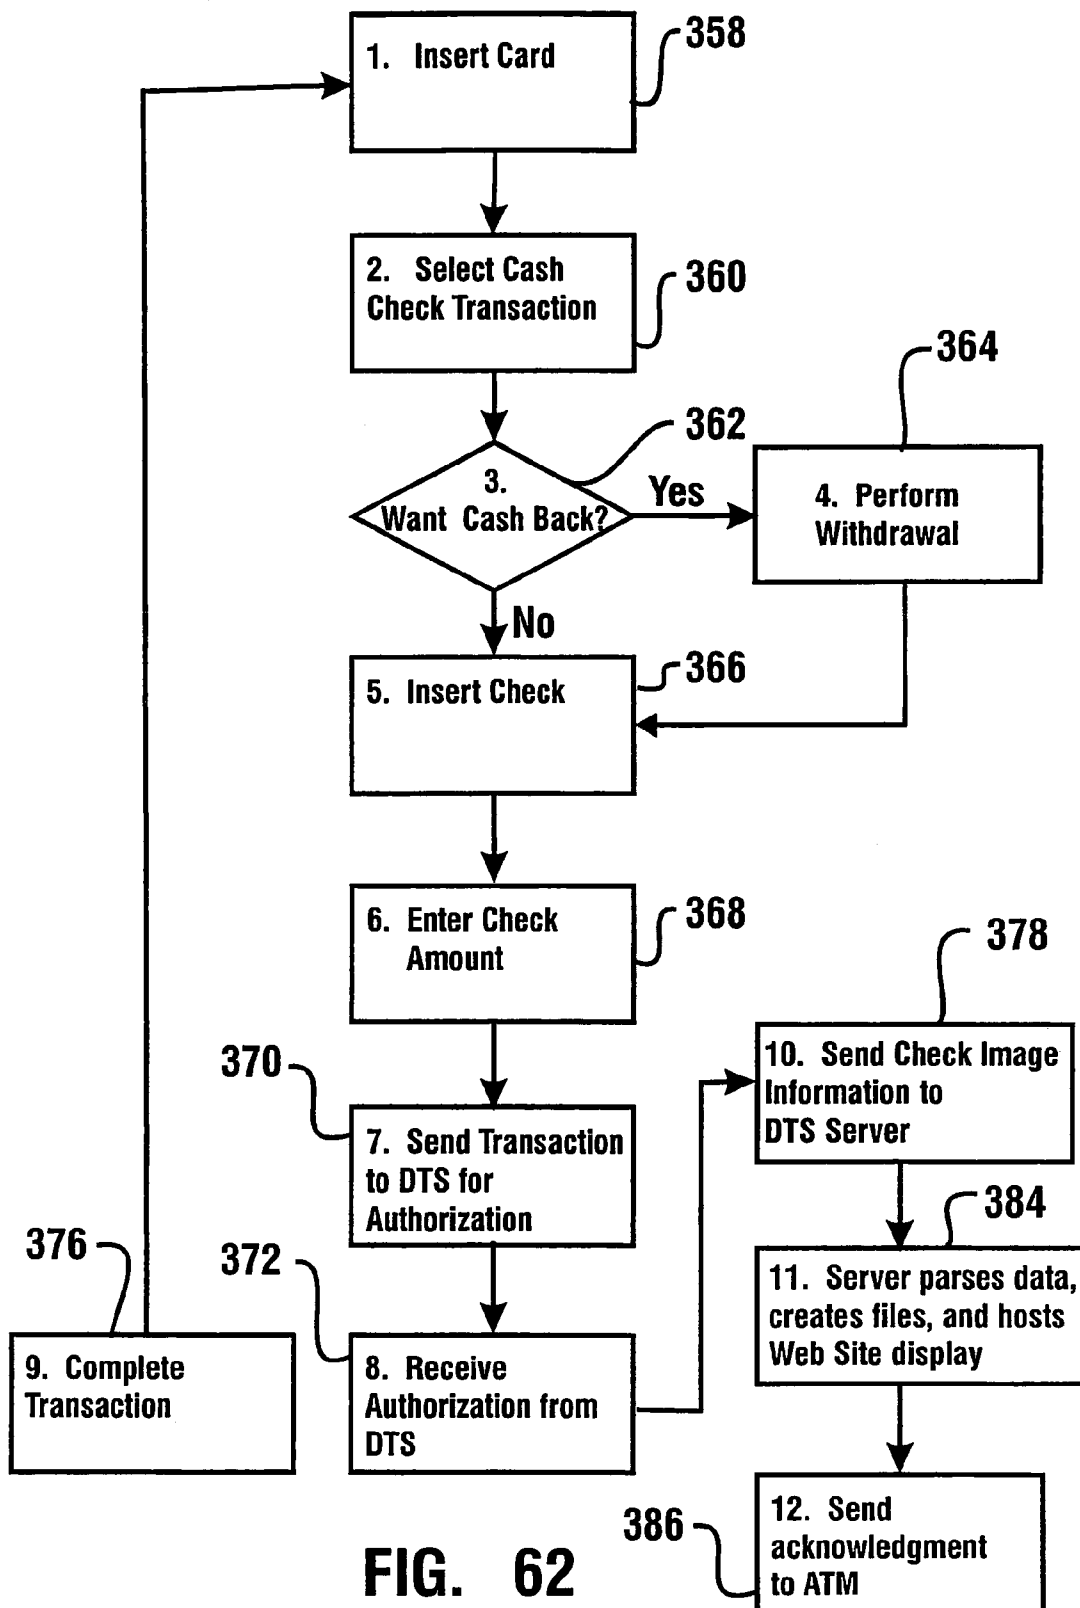 1. Insert Card
358
2. Select Cash
Check Transaction
360
3.
Want Cash Back?
362
Yes
No
4. Perform
Withdrawal
364
5. Insert Check
366
6. Enter Check
Amount
368
7. Send Transaction
to DTS for
Authorization
370
8. Receive
Authorization from
DTS
372
9. Complete
Transaction
376
10. Send Check Image
Information to
DTS Server
378
11. Server parses data,
creates files, and hosts
Web Site display
384
12. Send
acknowledgment
to ATM
386
FIG. 62